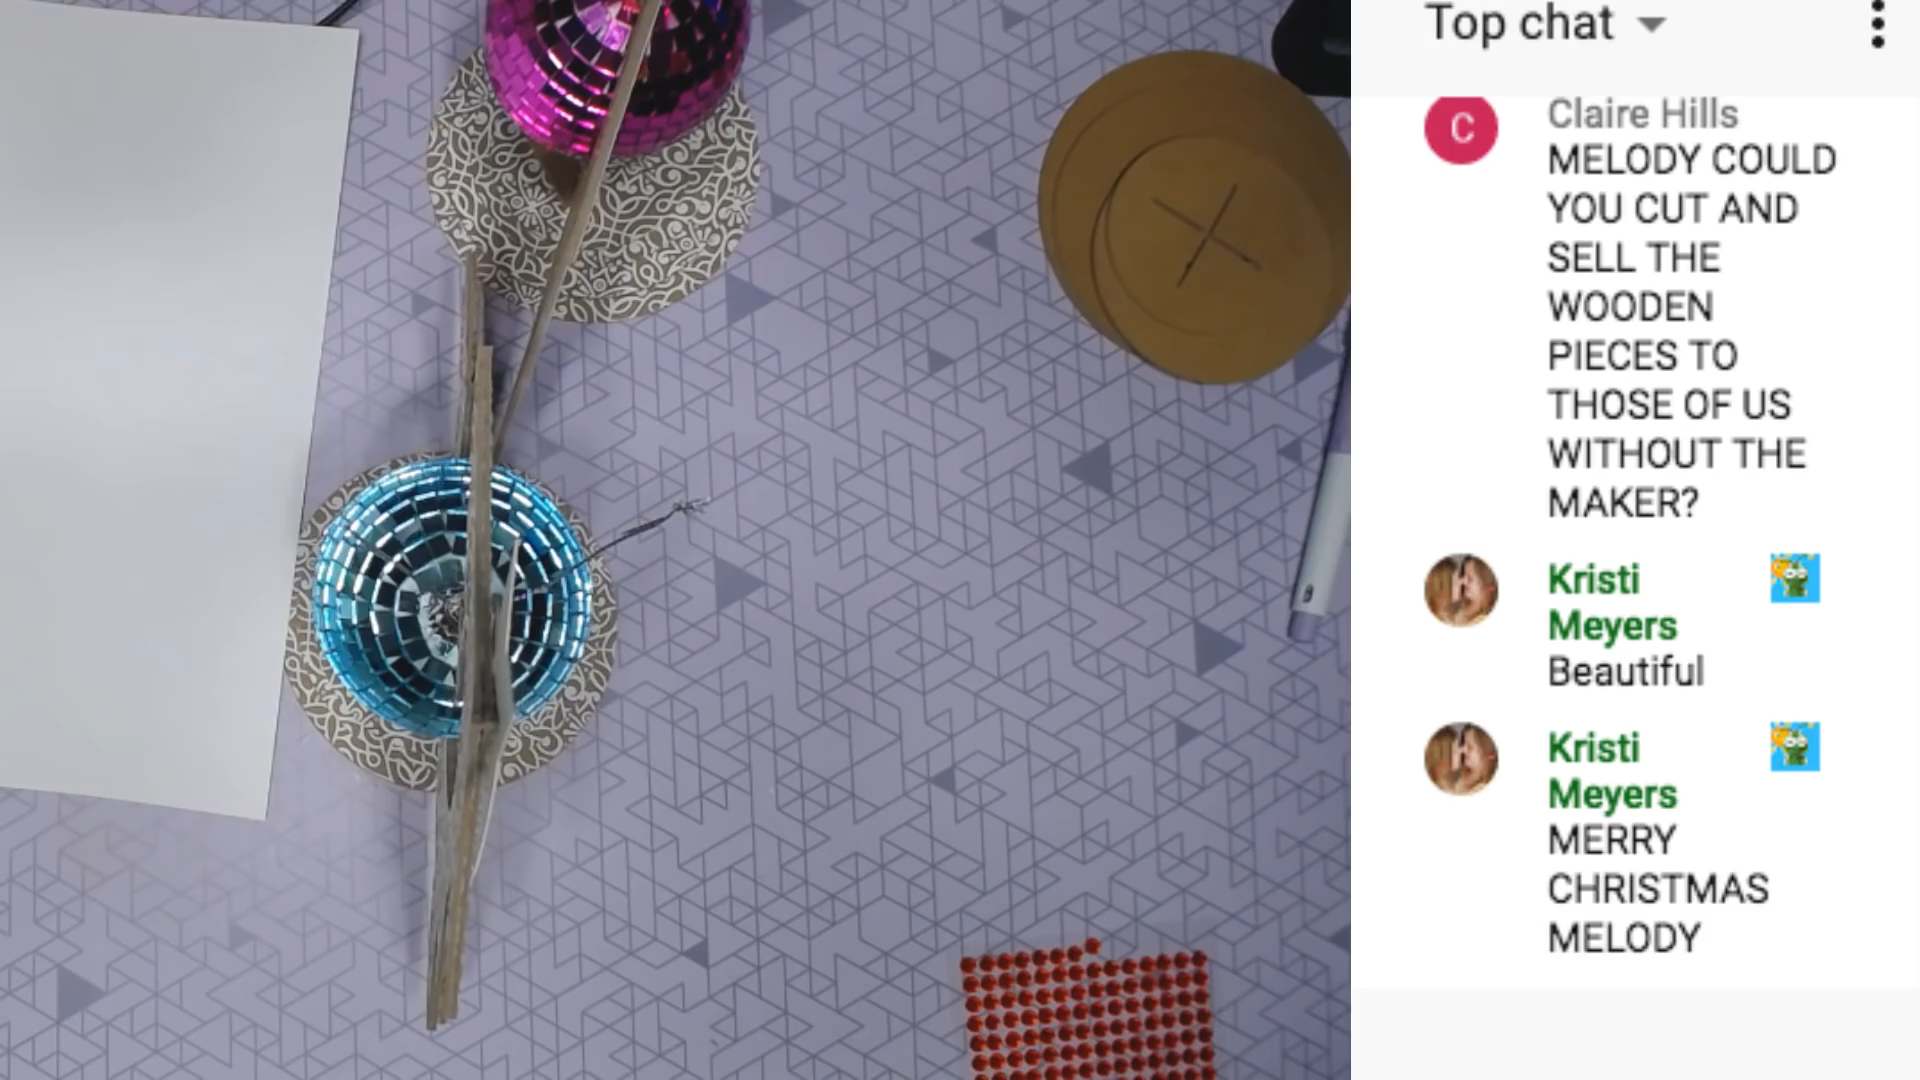 Top chat
Claire Hills
MELODY COULD
YOU CUT AND
SELL THE
WOODEN
PIECES TO
THOSE OF US
WITHOUT THE
MAKER?
Kristi
Meyers
Beautiful
Kristi
Meyers
MERRY
CHRISTMAS
MELODY